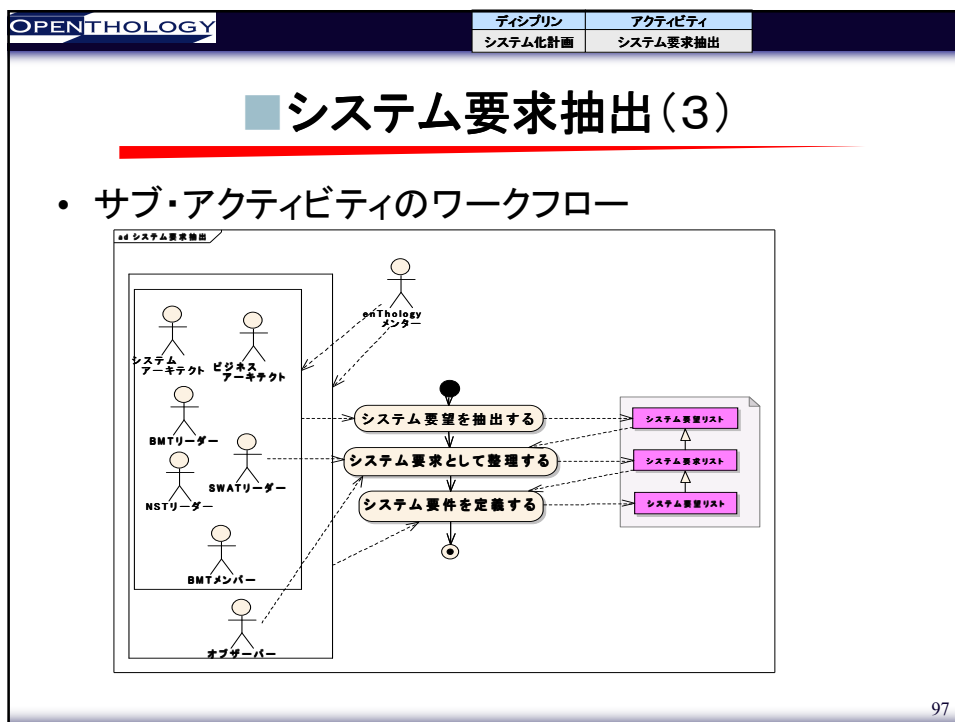 OPENTHOLOGY
ディシプリン アクティビティ
システム化計画 システム要求抽出
■システム要求抽出（3）
• サブ・アクティビティのワークフロー
ad システム要求抽出
enThology
メンター
システム
アーキテクト
ビジネス
アーキテクト
BMTリーダー
SWATリーダー
NSTリーダー
BMTメンバー
オブザーバー
システム要望を抽出する
システム要求として整理する
システム要件を定義する
システム要望リスト
システム要求リスト
システム要望リスト
97